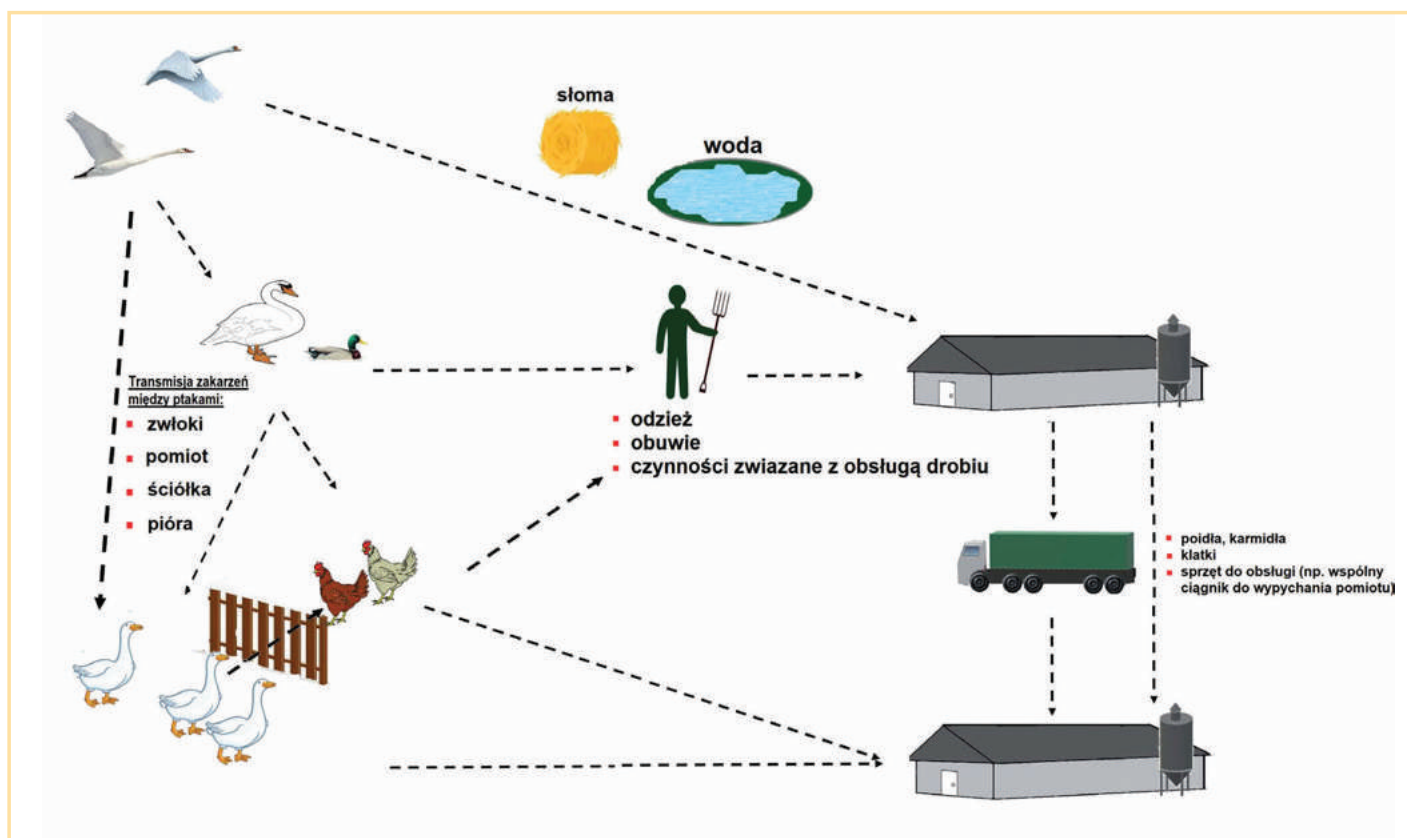 słoma
woda
Transmisja zakarzeń
między ptakami:
▪ zwłoki
▪ pomiot
▪ ściółka
▪ pióra
▪ odzież
▪ obuwie
▪ czynności zwiazane z obsługą drobiu
▪ poidła, karmidła
▪ klatki
▪ sprzęt do obsługi (np. wspólny
ciągnik do wypychania pomiotu)